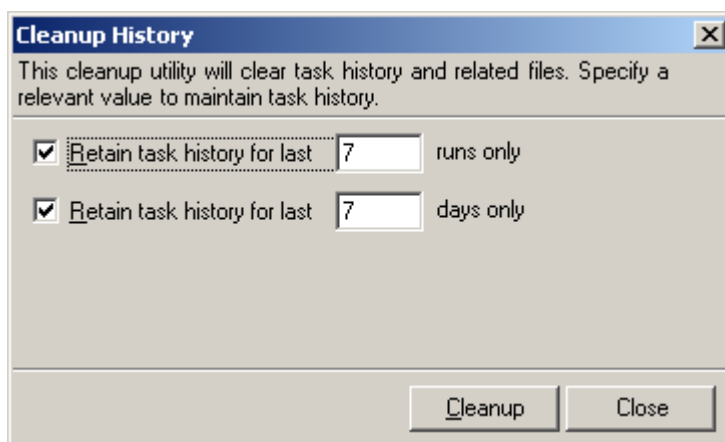 Cleanup History
This cleanup utility will clear task history and related files. Specify a
relevant value to maintain task history.
Retain task history for last 7 runs only
Retain task history for last 7 days only
Cleanup Close